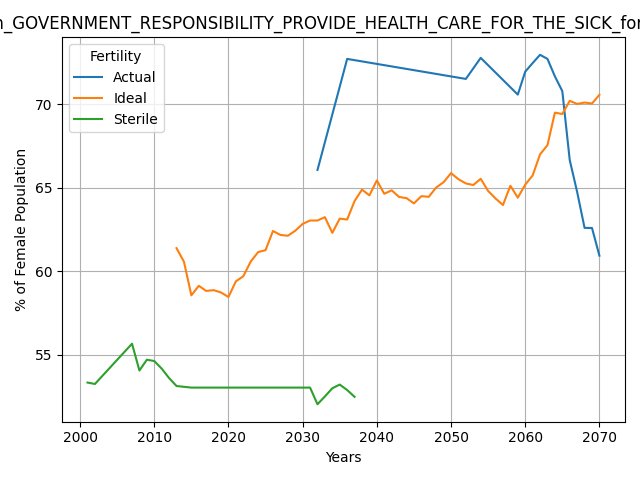 _GOVERNMENT_RESPONSIBILITY_PROVIDE_HEALTH_CARE_FOR_THE_SICK_for
Fertility
Actual
Ideal
Sterile
% of Female Population
70
65
60
55
2000 2010 2020 2030 2040 2050 2060 2070
Years